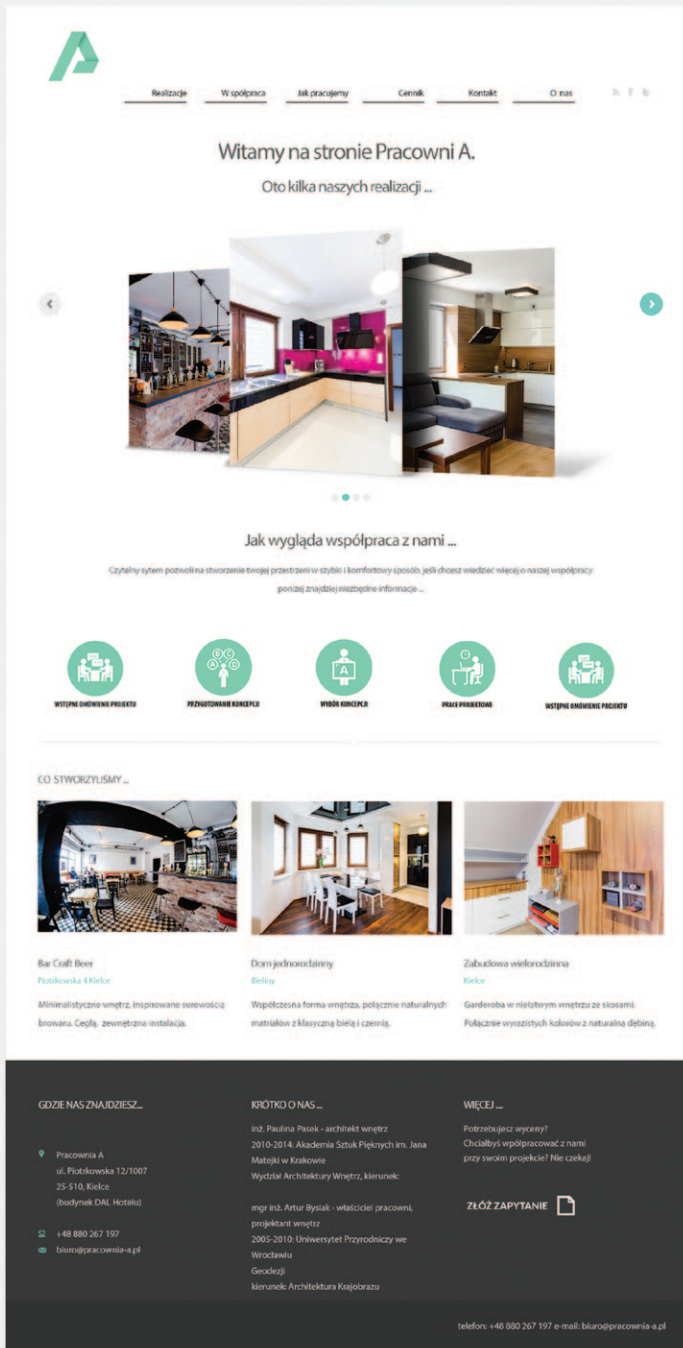 Realizacje Współpraca Jak pracujemy Cennik Kontakt O nas
Witamy na stronie Pracowni A.
Oto kilka naszych realizacji ...
Jak wygląda współpraca z nami ...
Czytelny sytem pozwoli na stworzenie twojej przestrzeni w szybki i komfortowy sposób, jeśli chcesz wiedzieć więcej o naszej współpracy
poniżej znajdziej niezbędne informacje ...
B C
A D
A
WSTĘPNE OMÓWIENIE PROJEKTU PRZYGOTOWANIE KONCEPCJI WYBÓR KONCEPCJI PRACE PROJEKTOWE WSTĘPNE OMÓWIENIE PROJEKTU
CO STWORZYLIŚMY ...
Bar Craft Beer
Piotrkowska 4 Kielce
Minimalistyczne wnętrz, inspirowane surowością
browaru. Cegłą, zewnętrzna instalacja.
Dom jednorodzinny
Bieliny
Współczesna forma wnętrza, połącznie naturalnych
matriałów z klasyczną bielą i czernią.
Zabudowa wielorodzinna
Kielce
Garderoba w niełatwym wnętrzu ze skosami.
Połącznie wyrazistych kolorów z naturalną dębiną.
GDZIE NAS ZNAJDZIESZ...
Pracownia A
ul. Piotrkowska 12/1007
25-510, Kielce
(budynek DAL Hotelu)
+48 880 267 197
biuro@pracownia-a.pl
KRÓTKO O NAS ...
inż. Paulina Pasek - architekt wnętrz
2010-2014: Akademia Sztuk Pięknych im. Jana
Matejki w Krakowie
Wydział Architektury Wnętrz, kierunek:
mgr inż. Artur Bysiak - właściciel pracowni,
projektant wnętrz
2005-2010: Uniwersytet Przyrodniczy we
Wrocławiu
Geodezji
kierunek: Architektura Krajobrazu
WIĘCEJ ...
Potrzebujesz wyceny?
Chciałbyś wpółpracować z nami
przy swoim projekcie? Nie czekaj!
ZŁÓŻ ZAPYTANIE
telefon: +48 880 267 197 e-mail: biuro@pracownia-a.pl